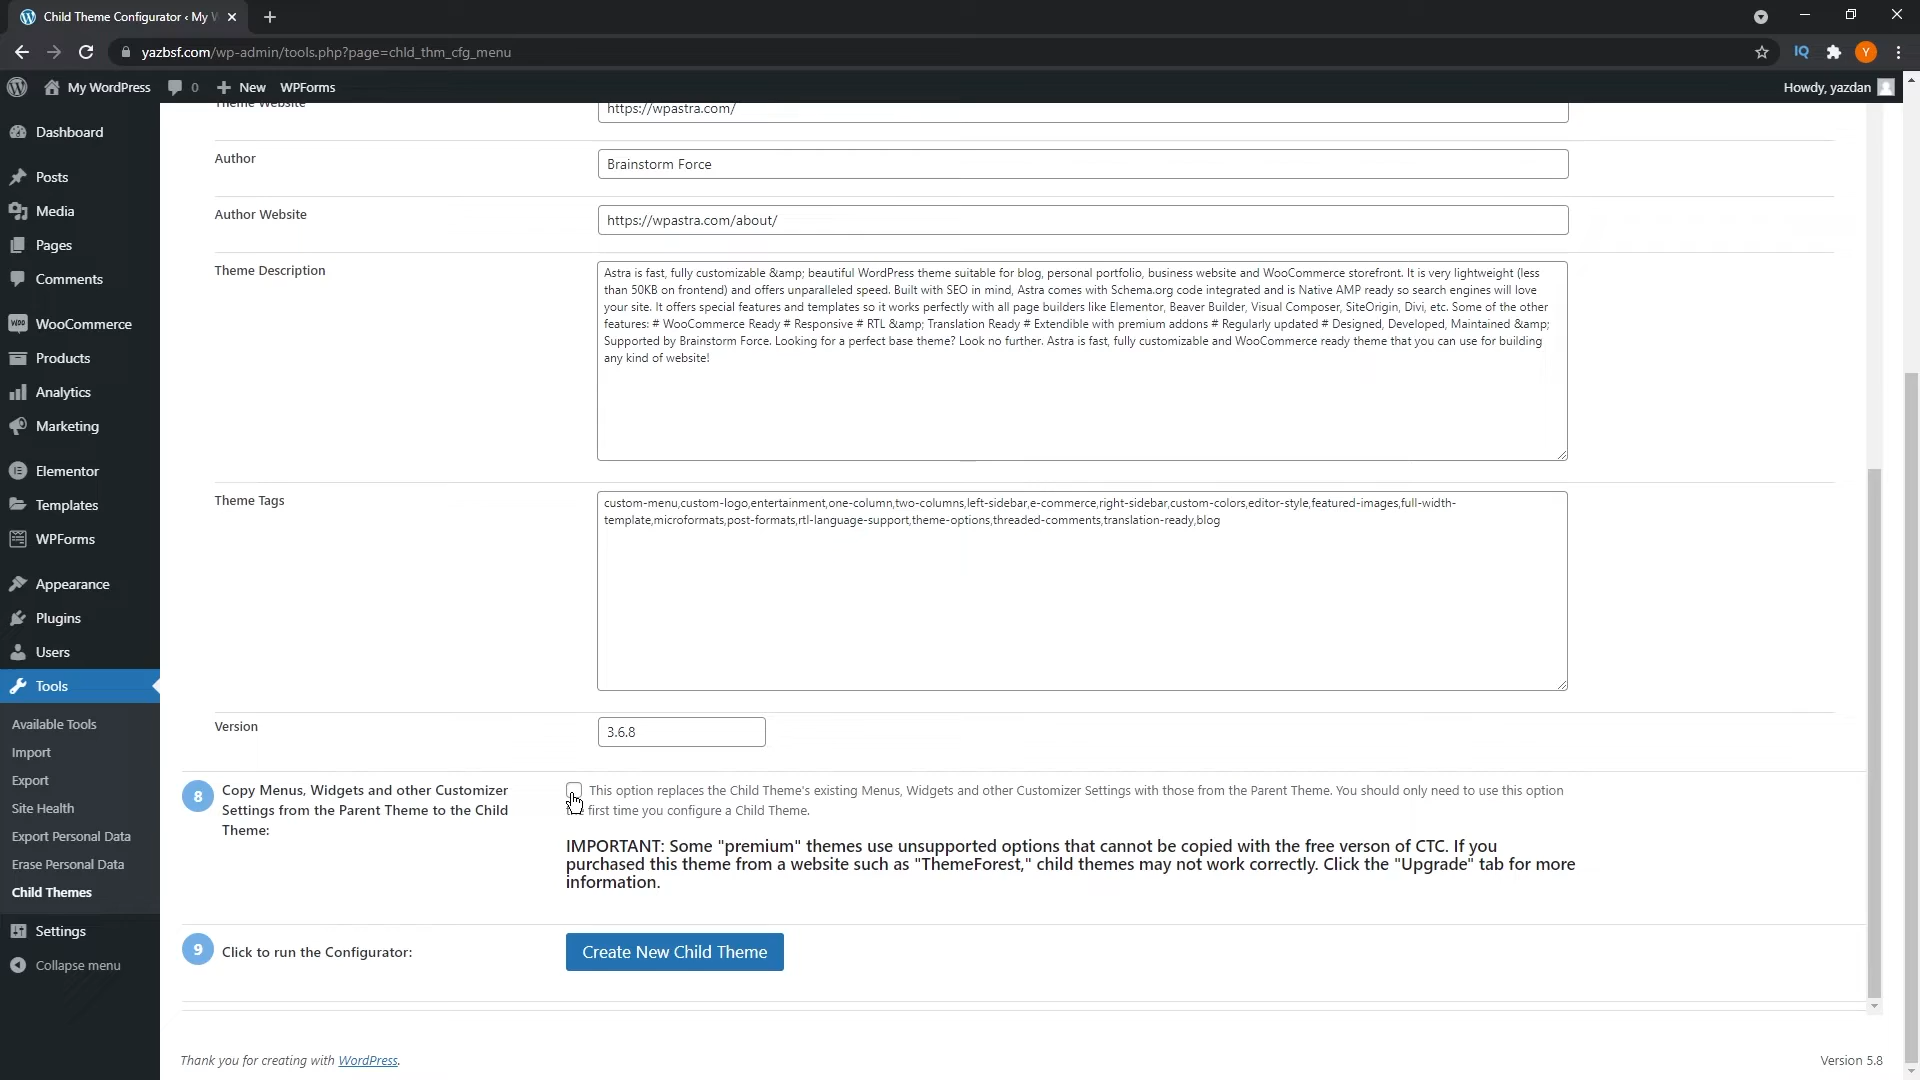 Child Theme Configurator ‹ My W
yazbsf.com/wp-admin/tools.php?page=chld_thm_cfg_menu
IQ
Y
My WordPress
0
New
WPForms
Howdy, yazdan
Dashboard
Posts
Media
Pages
Comments
WooCommerce
Products
Analytics
Marketing
Elementor
Templates
WPForms
Appearance
Plugins
Users
Tools
Available Tools
Import
Export
Site Health
Export Personal Data
Erase Personal Data
Child Themes
Settings
Collapse menu
Theme Website
https://wpastra.com/
Author
Brainstorm Force
Author Website
https://wpastra.com/about/
Theme Description
Astra is fast, fully customizable &amp; beautiful WordPress theme suitable for blog, personal portfolio, business website and WooCommerce storefront. It is very lightweight (less
than 50KB on frontend) and offers unparalleled speed. Built with SEO in mind, Astra comes with Schema.org code integrated and is Native AMP ready so search engines will love
your site. It offers special features and templates so it works perfectly with all page builders like Elementor, Beaver Builder, Visual Composer, SiteOrigin, Divi, etc. Some of the other
features: # WooCommerce Ready # Responsive # RTL &amp; Translation Ready # Extendible with premium addons # Regularly updated # Designed, Developed, Maintained &amp;
Supported by Brainstorm Force. Looking for a perfect base theme? Look no further. Astra is fast, fully customizable and WooCommerce ready theme that you can use for building
any kind of website!
Theme Tags
custom-menu,custom-logo,entertainment,one-column,two-columns,left-sidebar,e-commerce,right-sidebar,custom-colors,editor-style,featured-images,full-width-
template,microformats,post-formats,rtl-language-support,theme-options,threaded-comments,translation-ready,blog
Version
3.6.8
8
Copy Menus, Widgets and other Customizer
Settings from the Parent Theme to the Child
Theme:
This option replaces the Child Theme's existing Menus, Widgets and other Customizer Settings with those from the Parent Theme. You should only need to use this option
first time you configure a Child Theme.
IMPORTANT: Some "premium" themes use unsupported options that cannot be copied with the free verson of CTC. If you
purchased this theme from a website such as "ThemeForest," child themes may not work correctly. Click the "Upgrade" tab for more
information.
9
Click to run the Configurator:
Create New Child Theme
Thank you for creating with WordPress.
Version 5.8